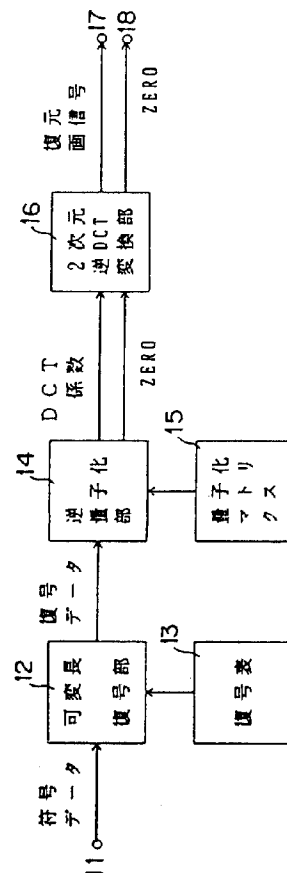 11
符号
データ
12
可変長
復号部
13
復号表
復号
データ
14
逆量子化
部
15
量子化
マトリ
クス
DCT
係数
ZERO
16
2次元
逆DCT
変換部
復元
画信号
17
ZERO
18